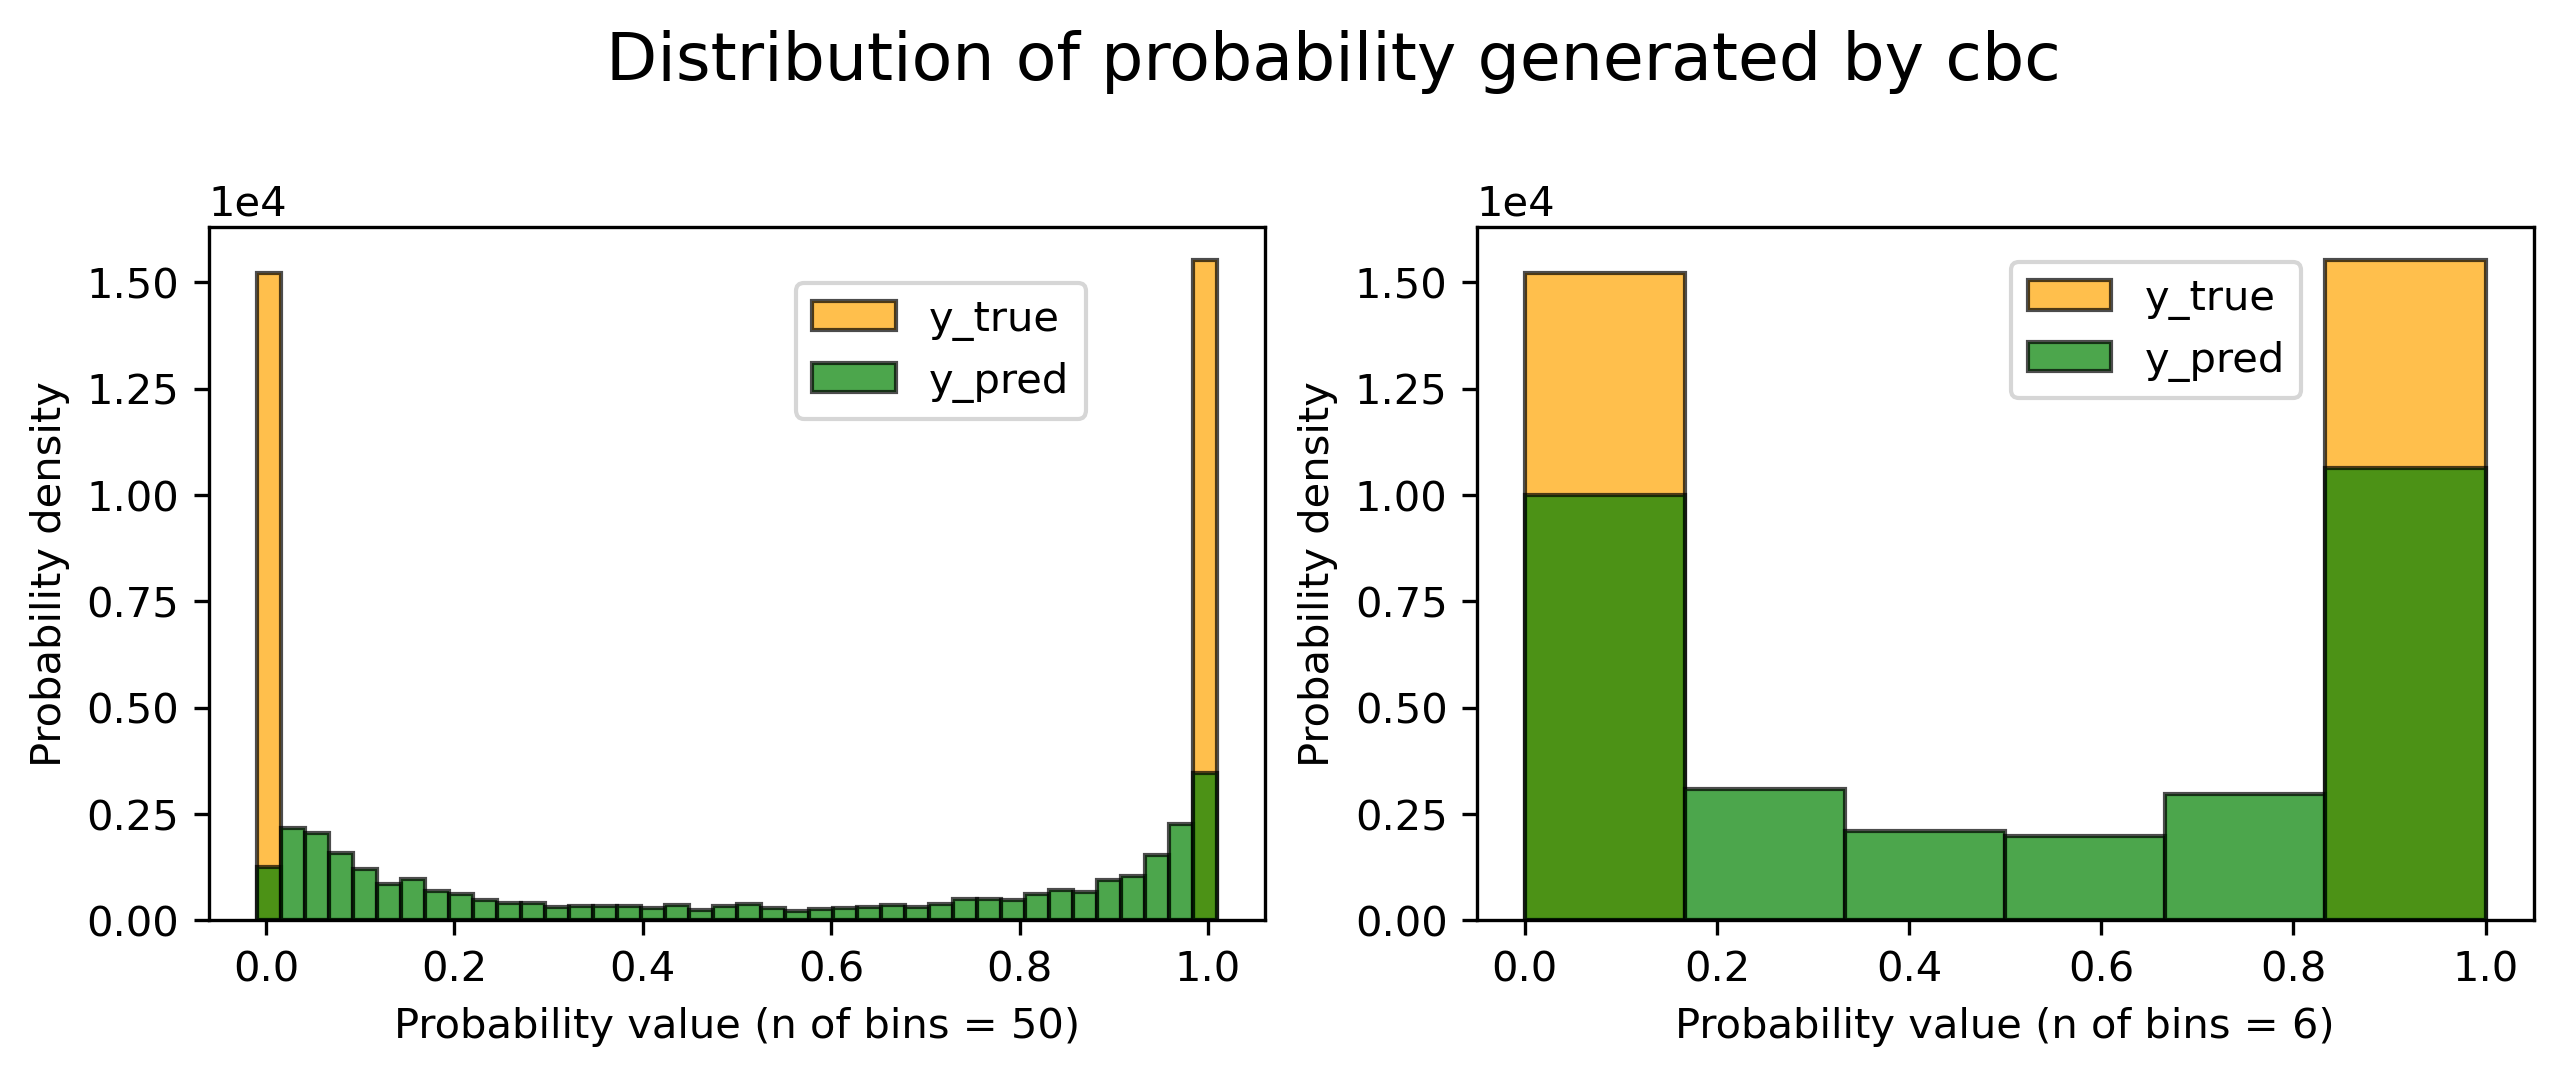 Distribution of probability generated by cbc
1e4
1.50
1.25
1.00
0.75
0.50
0.25
0.00
Probability density
y_true
y_pred
0.0 0.2 0.4 0.6 0.8 1.0
Probability value (n of bins = 50)
1e4
1.50
1.25
1.00
0.75
0.50
0.25
0.00
Probability density
y_true
y_pred
0.0 0.2 0.4 0.6 0.8 1.0
Probability value (n of bins = 6)